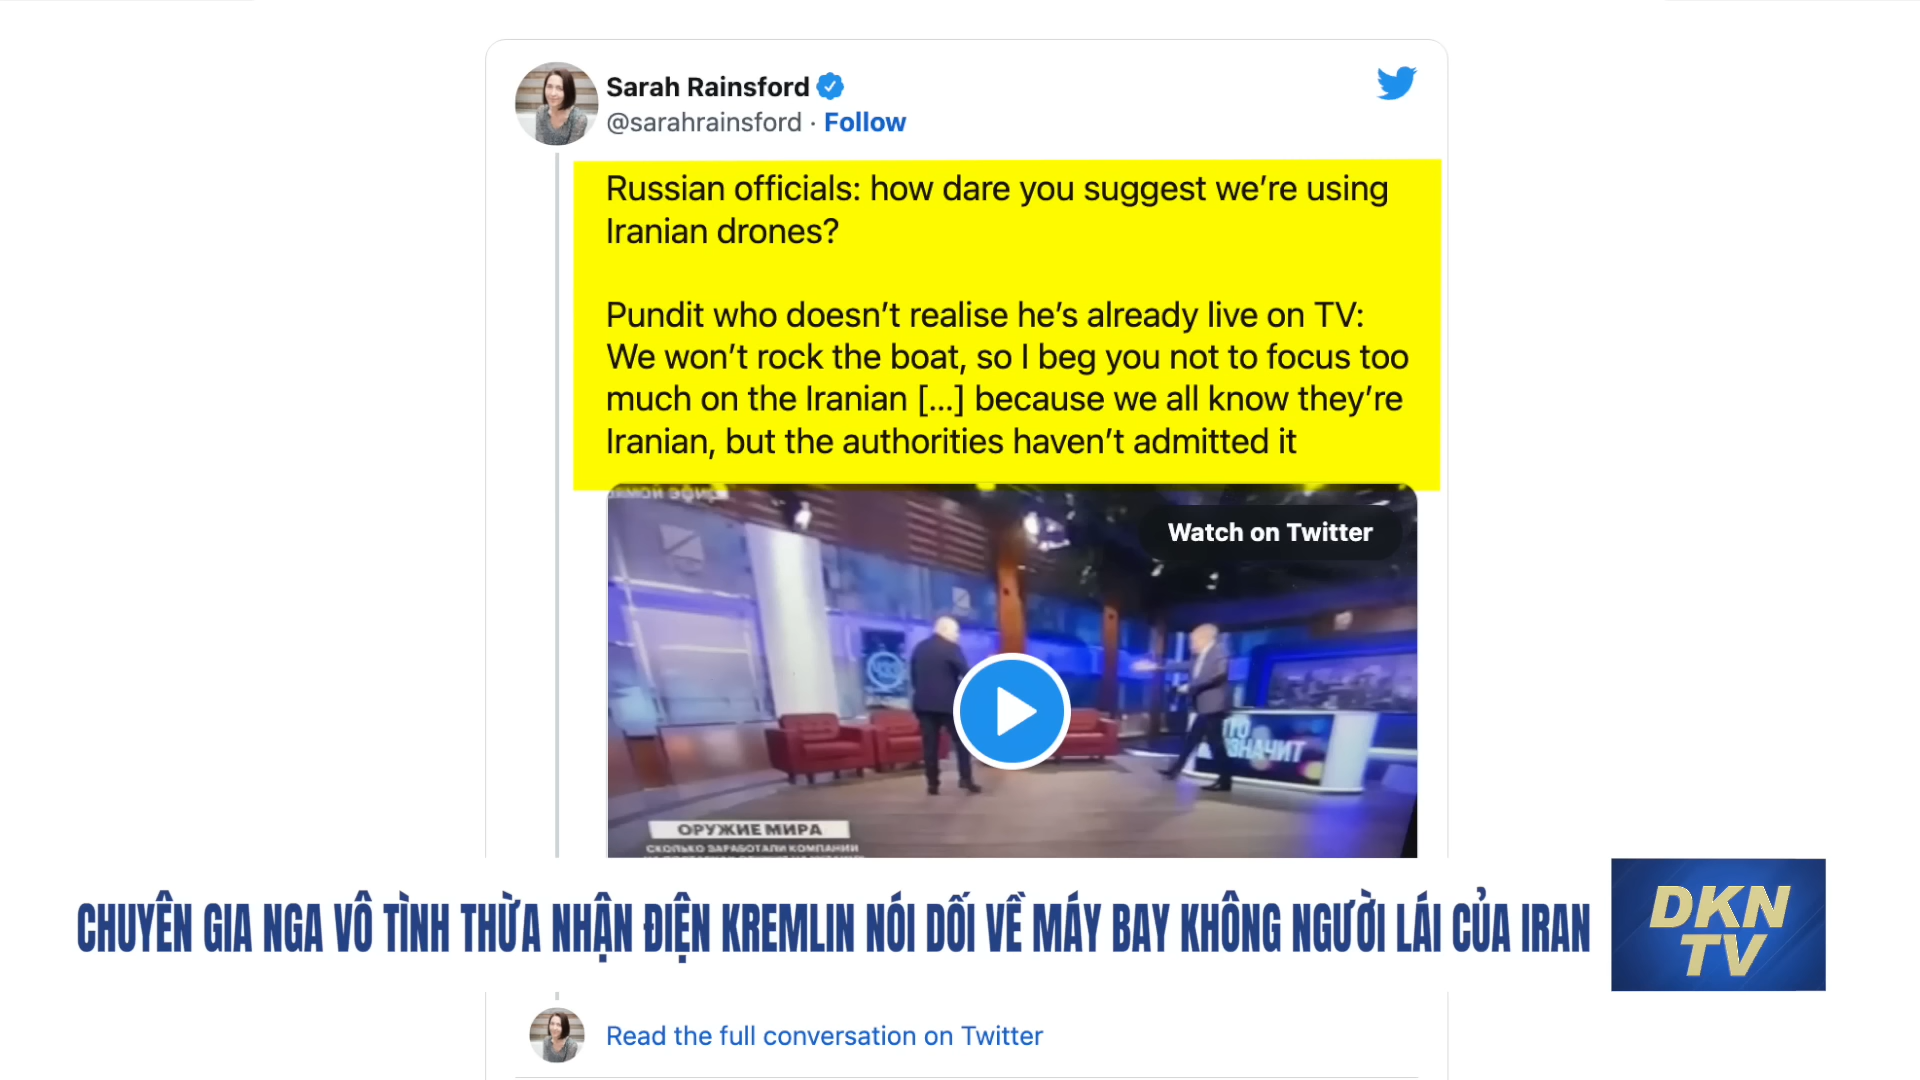 Sarah Rainsford
@sarahrainsford · Follow
Russian officials: how dare you suggest we’re using
Iranian drones?
Pundit who doesn’t realise he’s already live on TV:
We won’t rock the boat, so I beg you not to focus too
much on the Iranian [...] because we all know they’re
Iranian, but the authorities haven’t admitted it
Watch on Twitter
ЗНАЧИТ
ОРУЖИЕ МИРА
СКОЛЬКО ЗАРАБОТАЛИ КОМПАНИИ
CHUYÊN GIA NGA VÔ TÌNH THỪA NHẬN ĐIỆN KREMLIN NÓI DỐI VỀ MÁY BAY KHÔNG NGƯỜI LÁI CỦA IRAN
DKN
TV
Read the full conversation on Twitter